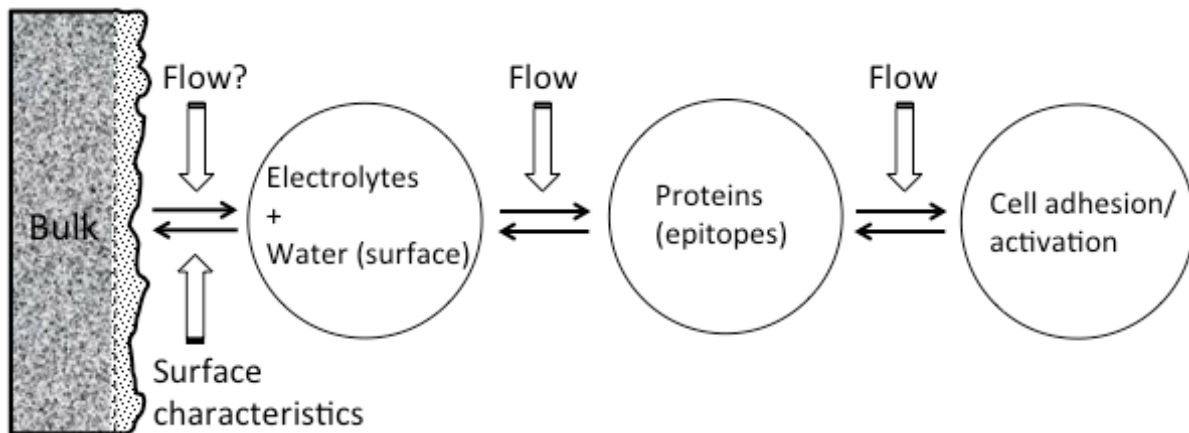 Flow?
Flow
Flow
Bulk
Electrolytes
+
Water (surface)
Proteins
(epitopes)
Cell adhesion/
activation
Surface
characteristics